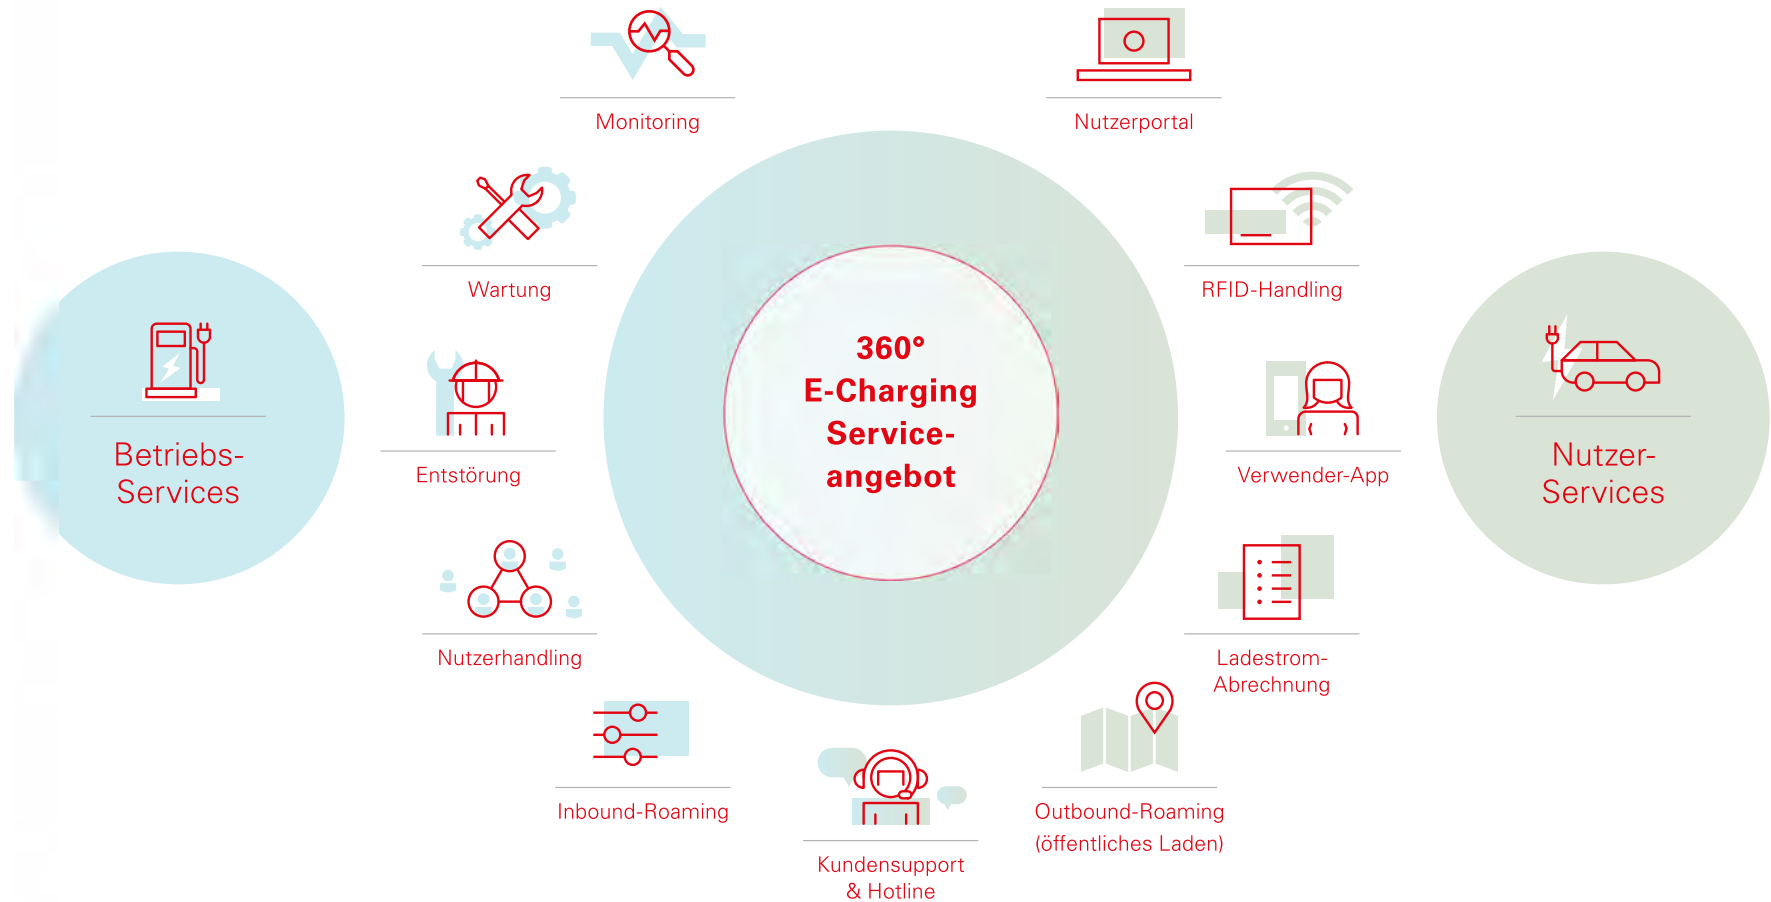 Monitoring
Nutzerportal
Wartung
RFID-Handling
360°
E-Charging
Service-
angebot
Betriebs-
Services
Nutzer-
Services
Entstörung
Verwender-App
Nutzerhandling
Ladestrom-
Abrechnung
Inbound-Roaming
Outbound-Roaming
(öffentliches Laden)
Kundensupport
& Hotline